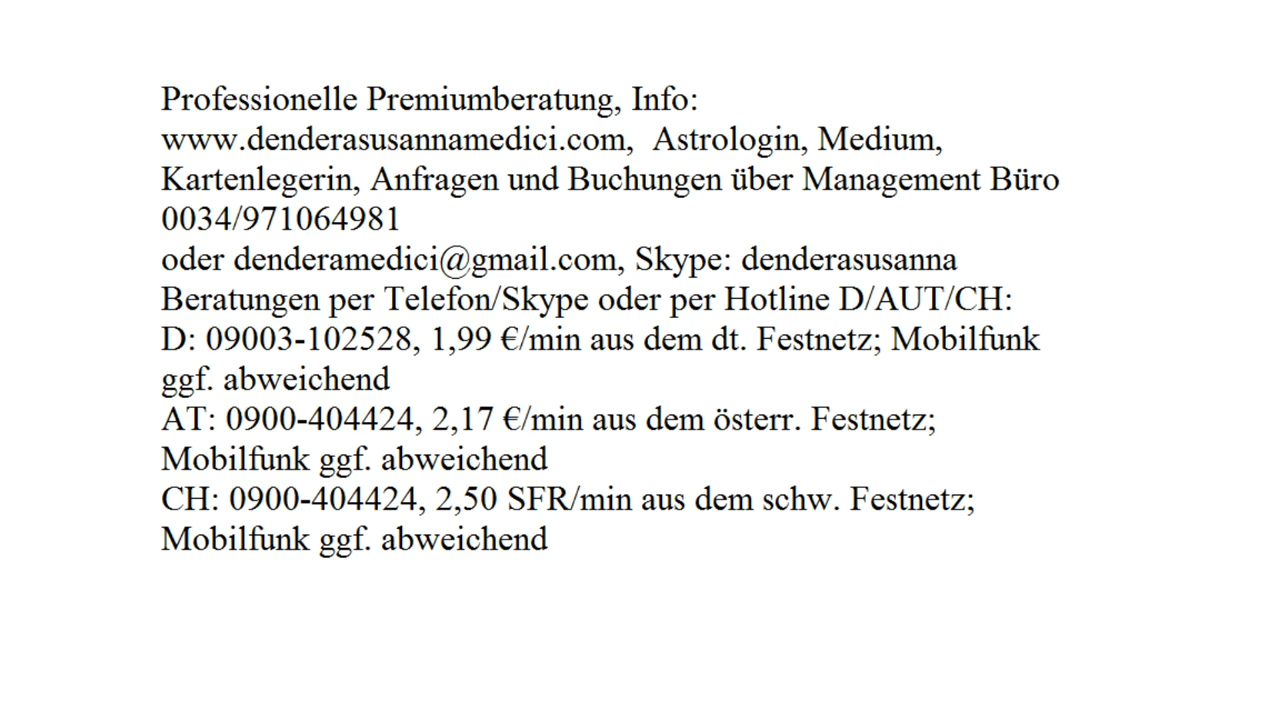 Professionelle Premiumberatung, Info:
www.denderasusannamedici.com,  Astrologin, Medium,
Kartenlegerin, Anfragen und Buchungen über Management Büro
0034/971064981
oder denderamedici@gmail.com, Skype: denderasusanna
Beratungen per Telefon/Skype oder per Hotline D/AUT/CH:
D: 09003-102528, 1,99 €/min aus dem dt. Festnetz; Mobilfunk
ggf. abweichend
AT: 0900-404424, 2,17 €/min aus dem österr. Festnetz;
Mobilfunk ggf. abweichend
CH: 0900-404424, 2,50 SFR/min aus dem schw. Festnetz;
Mobilfunk ggf. abweichend